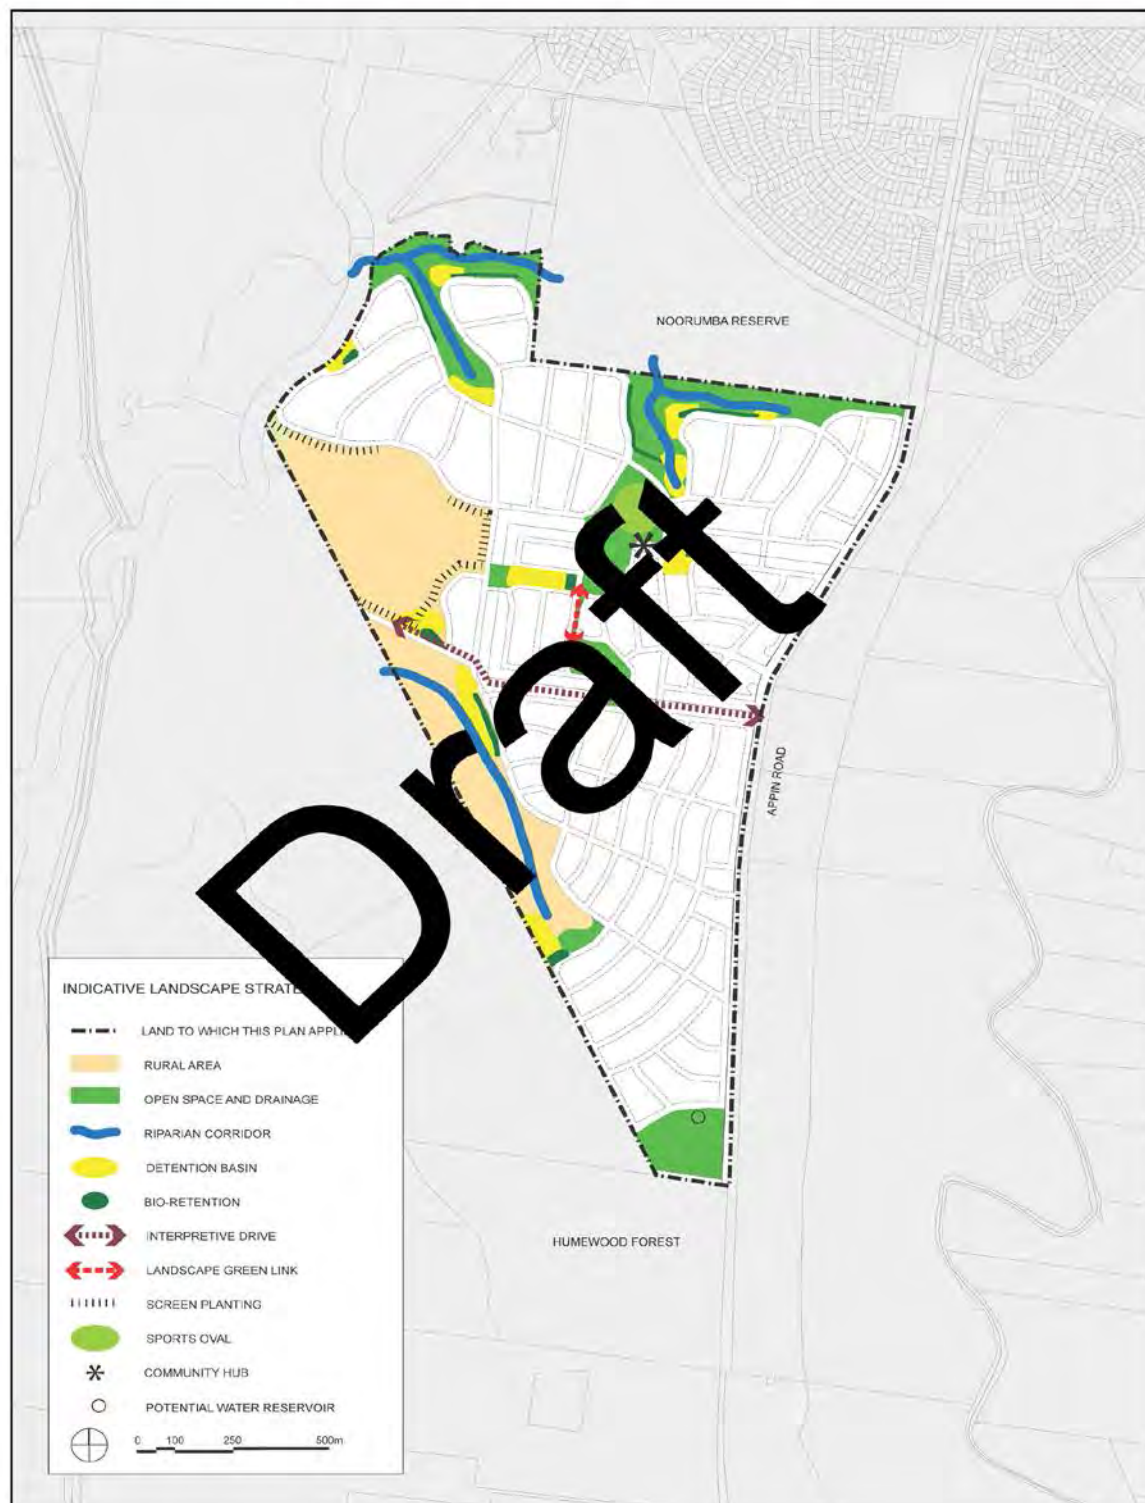 NOORUMBA RESERVE
APPIN ROAD
Draft
HUMEWOOD FOREST
INDICATIVE LANDSCAPE
LAND TO WHICH THIS PLAN
RURAL AREA
OPEN SPACE AND DRAINAGE
RIPARIAN CORRIDOR
DETENTION BASIN
BIO-RETENTION
INTERPRETIVE DRIVE
LANDSCAPE GREEN LINK
SCREEN PLANTING
SPORTS OVAL
COMMUNITY HUB
POTENTIAL WATER RESERVOIR
0 100 250 500m